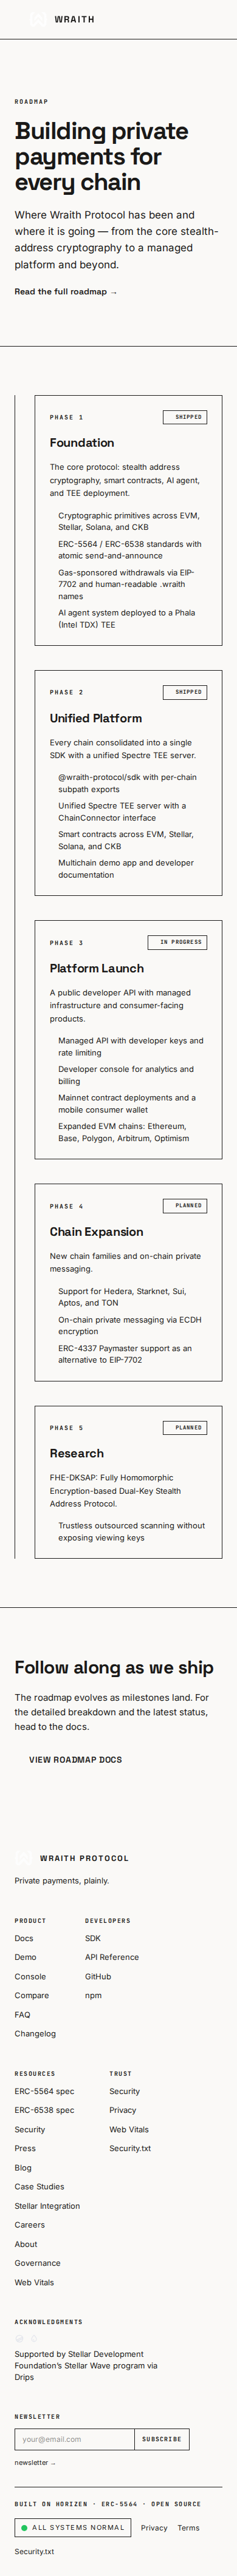 WRAITH
ROADMAP
Building private
payments for
every chain
Where Wraith Protocol has been and
where it is going — from the core stealth-
address cryptography to a managed
platform and beyond.
Read the full roadmap →
PHASE 1
SHIPPED
Foundation
The core protocol: stealth address
cryptography, smart contracts, AI agent,
and TEE deployment.
Cryptographic primitives across EVM,
Stellar, Solana, and CKB
ERC-5564 / ERC-6538 standards with
atomic send-and-announce
Gas-sponsored withdrawals via EIP-
7702 and human-readable .wraith
names
AI agent system deployed to a Phala
(Intel TDX) TEE
PHASE 2
SHIPPED
Unified Platform
Every chain consolidated into a single
SDK with a unified Spectre TEE server.
@wraith-protocol/sdk with per-chain
subpath exports
Unified Spectre TEE server with a
ChainConnector interface
Smart contracts across EVM, Stellar,
Solana, and CKB
Multichain demo app and developer
documentation
PHASE 3
IN PROGRESS
Platform Launch
A public developer API with managed
infrastructure and consumer-facing
products.
Managed API with developer keys and
rate limiting
Developer console for analytics and
billing
Mainnet contract deployments and a
mobile consumer wallet
Expanded EVM chains: Ethereum,
Base, Polygon, Arbitrum, Optimism
PHASE 4
PLANNED
Chain Expansion
New chain families and on-chain private
messaging.
Support for Hedera, Starknet, Sui,
Aptos, and TON
On-chain private messaging via ECDH
encryption
ERC-4337 Paymaster support as an
alternative to EIP-7702
PHASE 5
PLANNED
Research
FHE-DKSAP: Fully Homomorphic
Encryption-based Dual-Key Stealth
Address Protocol.
Trustless outsourced scanning without
exposing viewing keys
Follow along as we ship
The roadmap evolves as milestones land. For
the detailed breakdown and the latest status,
head to the docs.
VIEW ROADMAP DOCS
WRAITH PROTOCOL
Private payments, plainly.
PRODUCT
Docs
Demo
Console
Compare
FAQ
Changelog
DEVELOPERS
SDK
API Reference
GitHub
npm
RESOURCES
ERC-5564 spec
ERC-6538 spec
Security
Press
Blog
Case Studies
Stellar Integration
Careers
About
Governance
Web Vitals
TRUST
Security
Privacy
Web Vitals
Security.txt
ACKNOWLEDGMENTS
Supported by Stellar Development
Foundation's Stellar Wave program via
Drips
NEWSLETTER
your@email.com
SUBSCRIBE
newsletter →
BUILT ON HORIZEN · ERC-5564 · OPEN SOURCE
ALL SYSTEMS NORMAL
Privacy
Terms
Security.txt